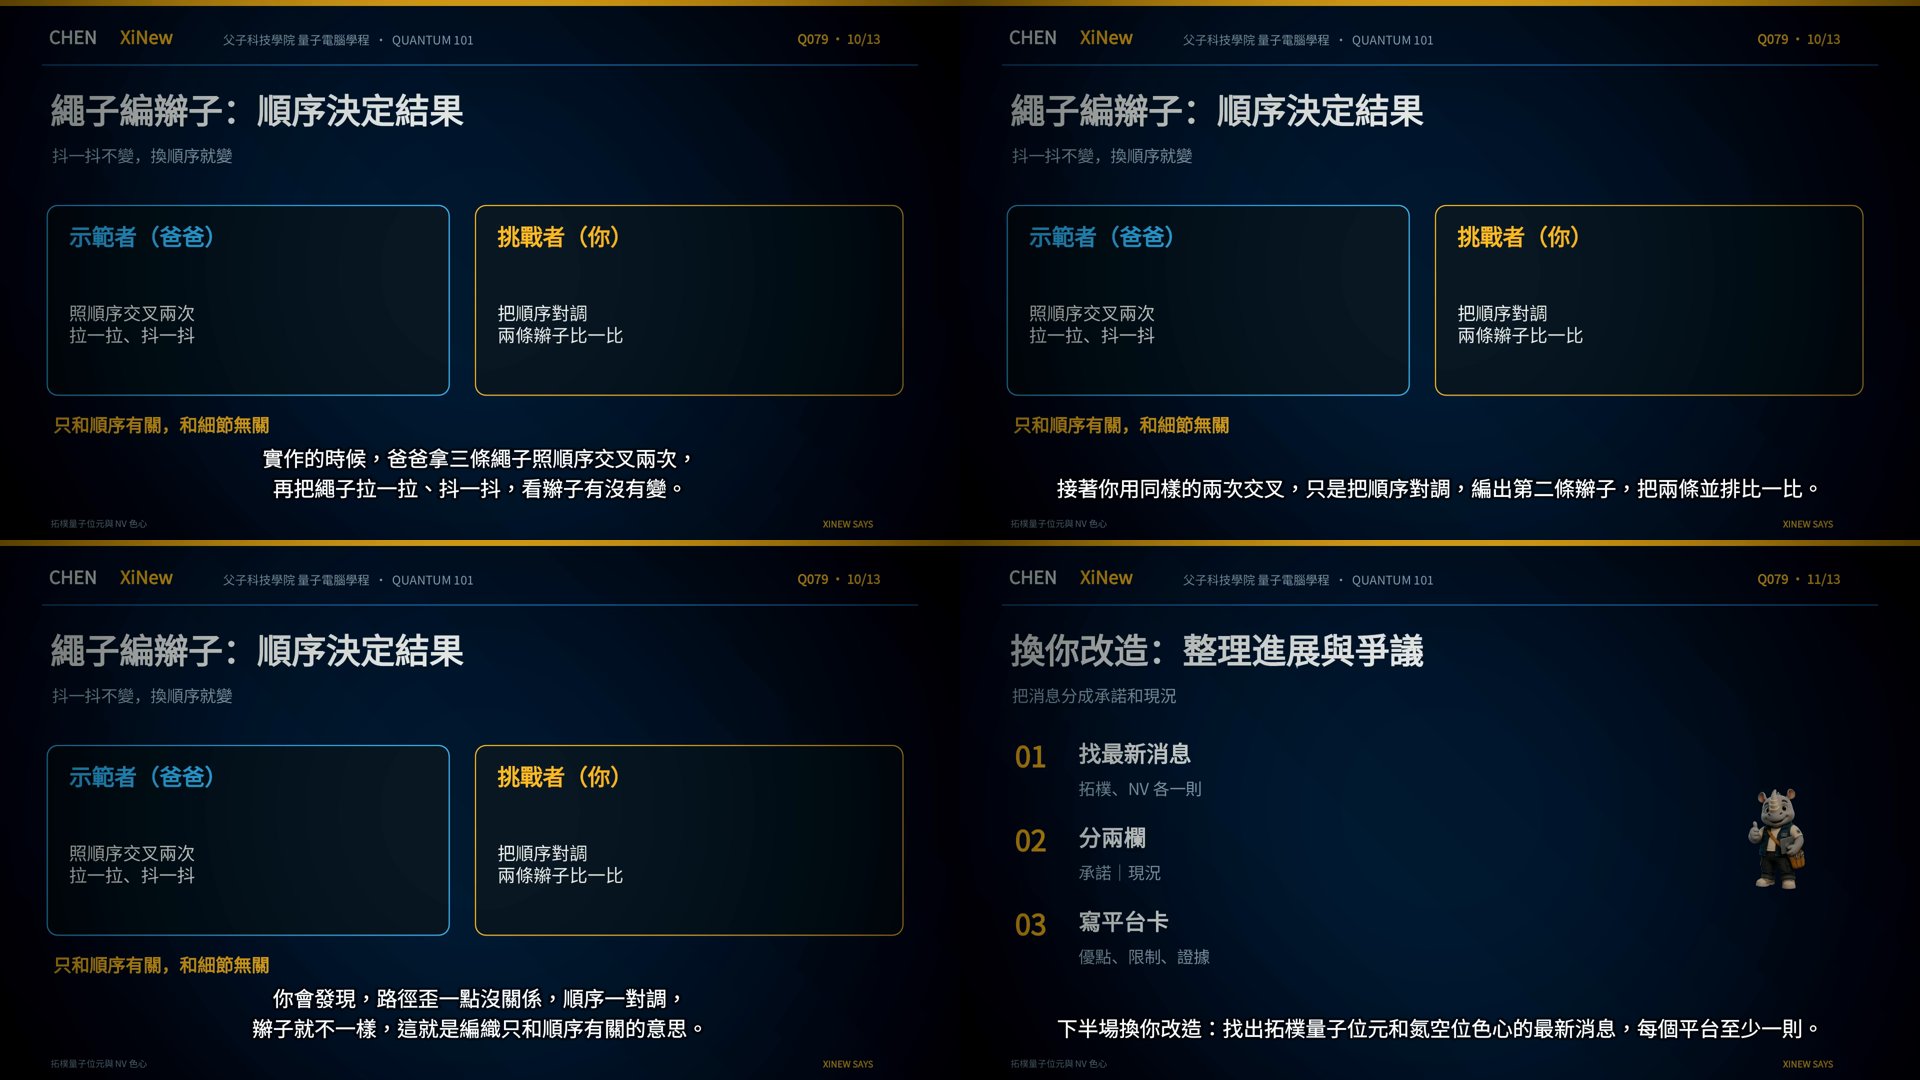 CHEN XiNew 父子科技學院 量子電腦學程 · QUANTUM 101 Q079 · 10/13
繩子編辮子：順序決定結果
抖一抖不變，換順序就變
示範者（爸爸）
照順序交叉兩次
拉一拉、抖一抖
挑戰者（你）
把順序對調
兩條辮子比一比
只和順序有關，和細節無關
實作的時候，爸爸拿三條繩子照順序交叉兩次，
再把繩子拉一拉、抖一抖，看辮子有沒有變。
拓樸量子位元與 NV 色心 XINEW SAYS
CHEN XiNew 父子科技學院 量子電腦學程 · QUANTUM 101 Q079 · 10/13
繩子編辮子：順序決定結果
抖一抖不變，換順序就變
示範者（爸爸）
照順序交叉兩次
拉一拉、抖一抖
挑戰者（你）
把順序對調
兩條辮子比一比
只和順序有關，和細節無關
接著你用同樣的兩次交叉，只是把順序對調，編出第二條辮子，把兩條並排比一比。
拓樸量子位元與 NV 色心 XINEW SAYS
CHEN XiNew 父子科技學院 量子電腦學程 · QUANTUM 101 Q079 · 10/13
繩子編辮子：順序決定結果
抖一抖不變，換順序就變
示範者（爸爸）
照順序交叉兩次
拉一拉、抖一抖
挑戰者（你）
把順序對調
兩條辮子比一比
只和順序有關，和細節無關
你會發現，路徑歪一點沒關係，順序一對調，
辮子就不一樣，這就是編織只和順序有關的意思。
拓樸量子位元與 NV 色心 XINEW SAYS
CHEN XiNew 父子科技學院 量子電腦學程 · QUANTUM 101 Q079 · 11/13
換你改造：整理進展與爭議
把消息分成承諾和現況
01 找最新消息
拓樸、NV 各一則
02 分兩欄
承諾｜現況
03 寫平台卡
優點、限制、證據
下半場換你改造：找出拓樸量子位元和氮空位色心的最新消息，每個平台至少一則。
拓樸量子位元與 NV 色心 XINEW SAYS